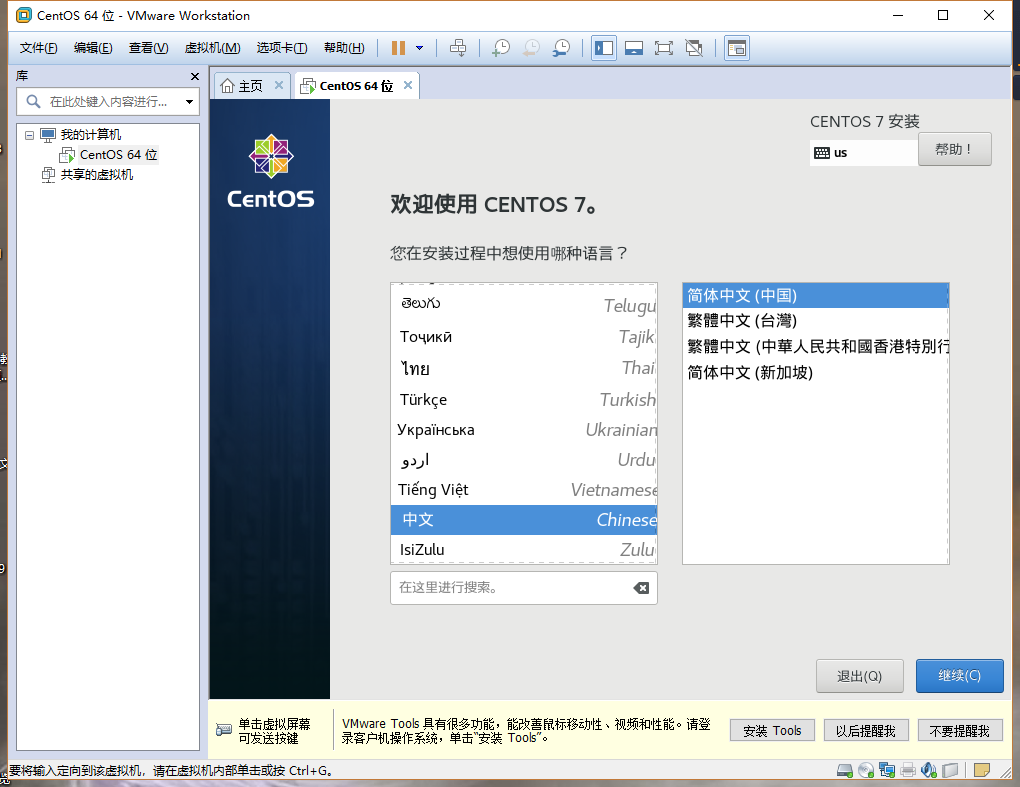 CentOS 64 位 - VMware Workstation
文件(F) 编辑(E) 查看(V) 虚拟机(M) 选项卡(T) 帮助(H)
库
在此处键入内容进行...
我的计算机
CentOS 64 位
共享的虚拟机
主页 CentOS 64 位
CentOS
CENTOS 7 安装
us
帮助！
欢迎使用 CENTOS 7。
您在安装过程中想使用哪种语言？
తెలుగు Telugu
Тоҷикӣ Tajik
ไทย Thai
Türkçe Turkish
Українська Ukrainian
اردو Urdu
Tiếng Việt Vietnamese
中文 Chinese
IsiZulu Zulu
在这里进行搜索。
简体中文 (中国)
繁體中文 (台灣)
繁體中文 (中華人民共和國香港特別行
简体中文 (新加坡)
退出(Q)
继续(C)
单击虚拟屏幕
可发送按键
VMware Tools 具有很多功能，能改善鼠标移动性、视频和性能。请登
录客户机操作系统，单击“安装 Tools”。
安装 Tools
以后提醒我
不要提醒我
要将输入定向到该虚拟机，请在虚拟机内部单击或按 Ctrl+G。